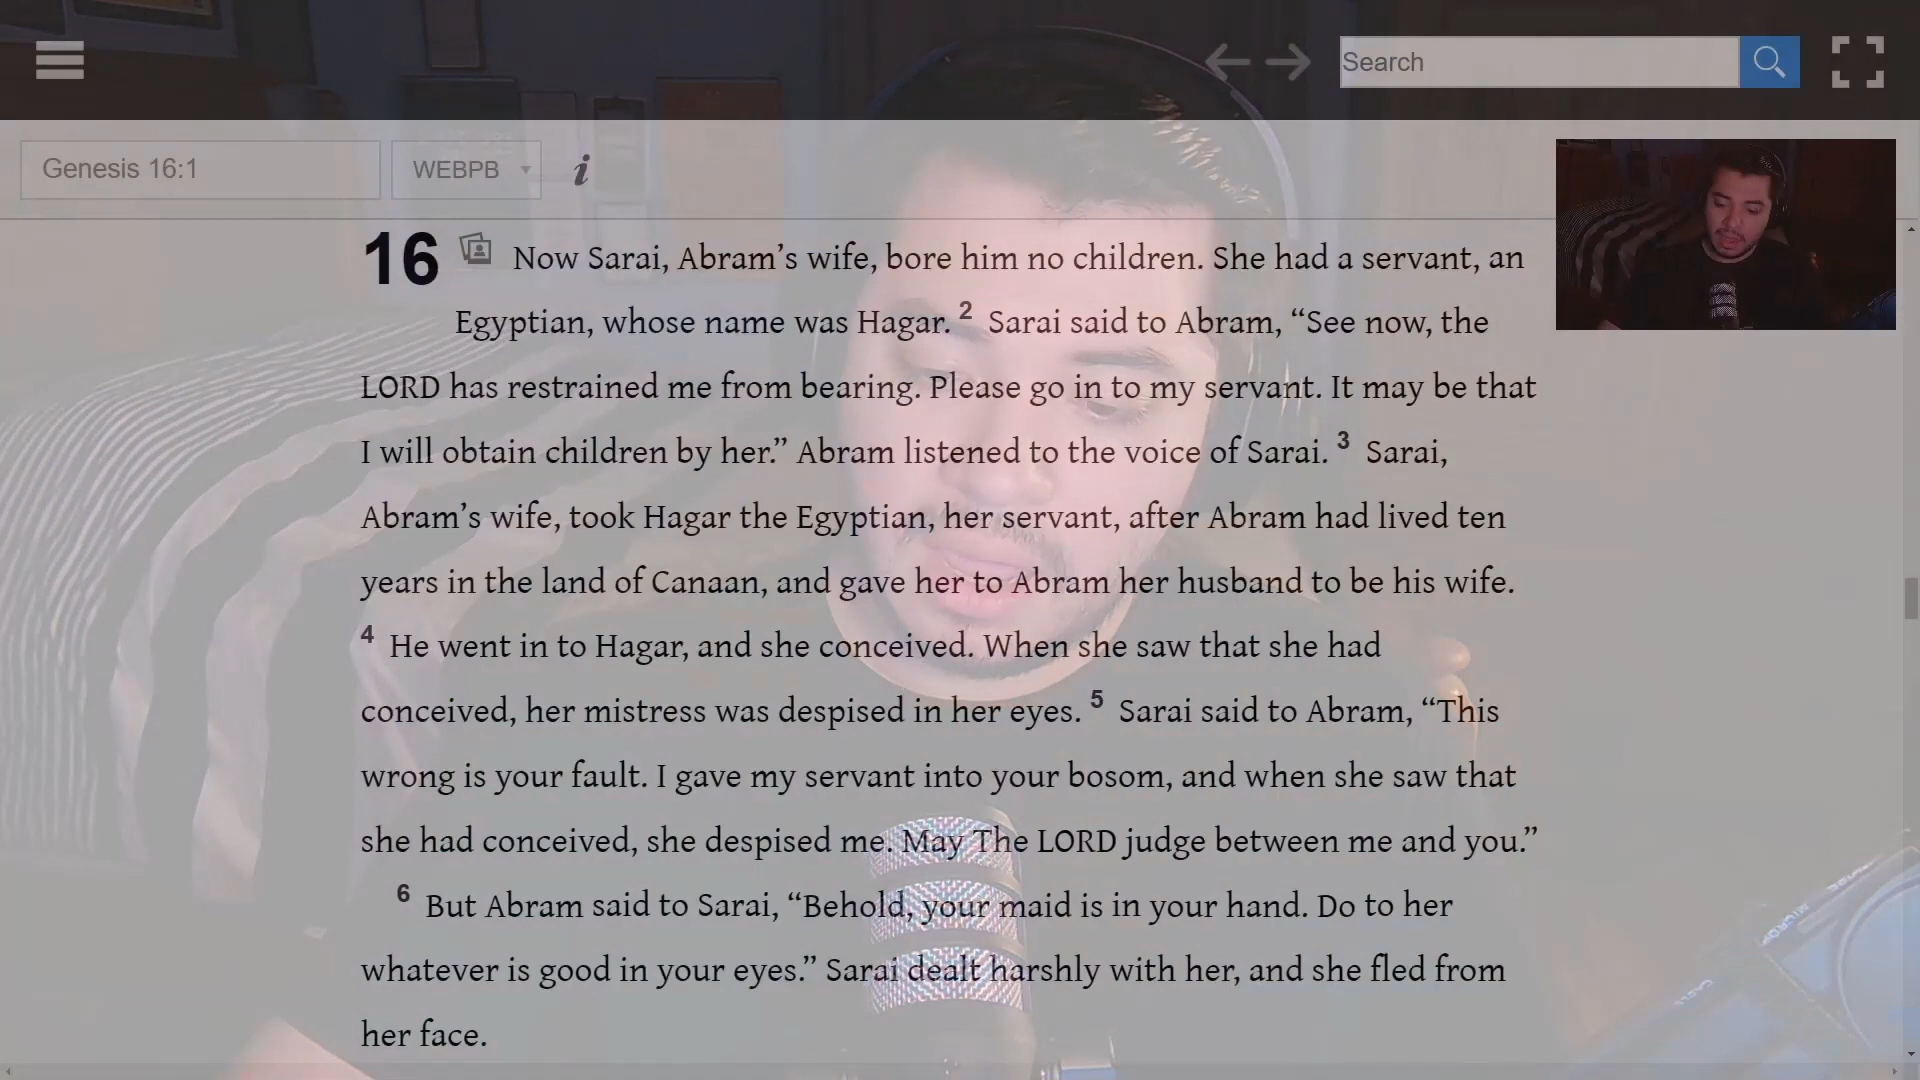 Search
Genesis 16:1
WEBPB
i
16 Now Sarai, Abram’s wife, bore him no children. She had a servant, an
Egyptian, whose name was Hagar. 2 Sarai said to Abram, “See now, the
LORD has restrained me from bearing. Please go in to my servant. It may be that
I will obtain children by her.” Abram listened to the voice of Sarai. 3 Sarai,
Abram’s wife, took Hagar the Egyptian, her servant, after Abram had lived ten
years in the land of Canaan, and gave her to Abram her husband to be his wife.
4 He went in to Hagar, and she conceived. When she saw that she had
conceived, her mistress was despised in her eyes. 5 Sarai said to Abram, “This
wrong is your fault. I gave my servant into your bosom, and when she saw that
she had conceived, she despised me. May The LORD judge between me and you.”
6 But Abram said to Sarai, “Behold, your maid is in your hand. Do to her
whatever is good in your eyes.” Sarai dealt harshly with her, and she fled from
her face.